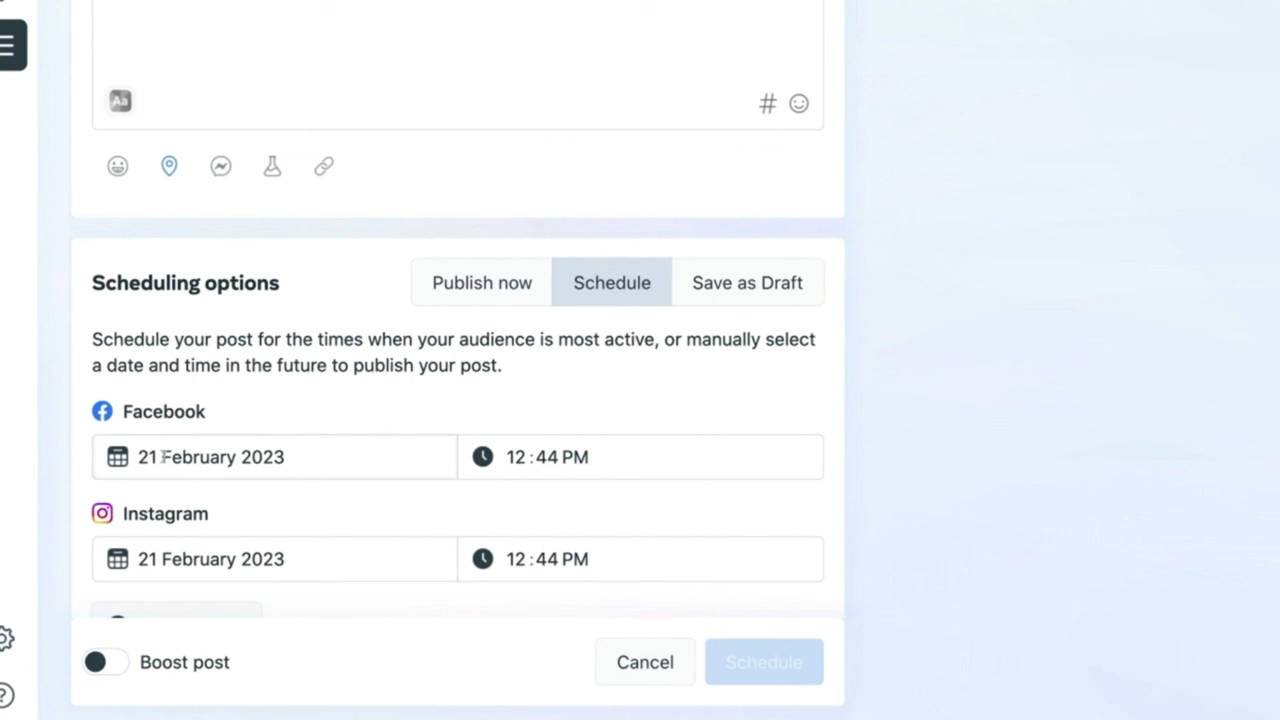 Aa
#
Scheduling options
Publish now
Schedule
Save as Draft
Schedule your post for the times when your audience is most active, or manually select
a date and time in the future to publish your post.
Facebook
21 February 2023
12:44 PM
Instagram
21 February 2023
12:44 PM
Boost post
Cancel
Schedule
?